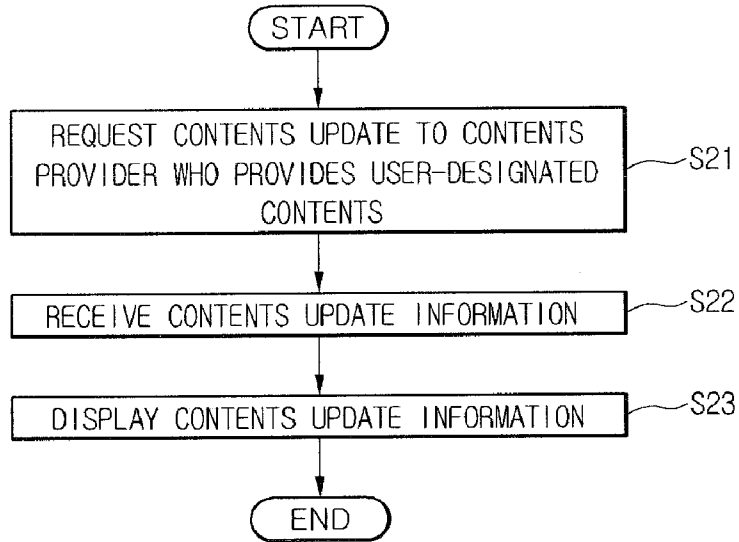 START
REQUEST CONTENTS UPDATE TO CONTENTS
PROVIDER WHO PROVIDES USER-DESIGNATED
CONTENTS
S21
RECEIVE CONTENTS UPDATE INFORMATION
S22
DISPLAY CONTENTS UPDATE INFORMATION
S23
END